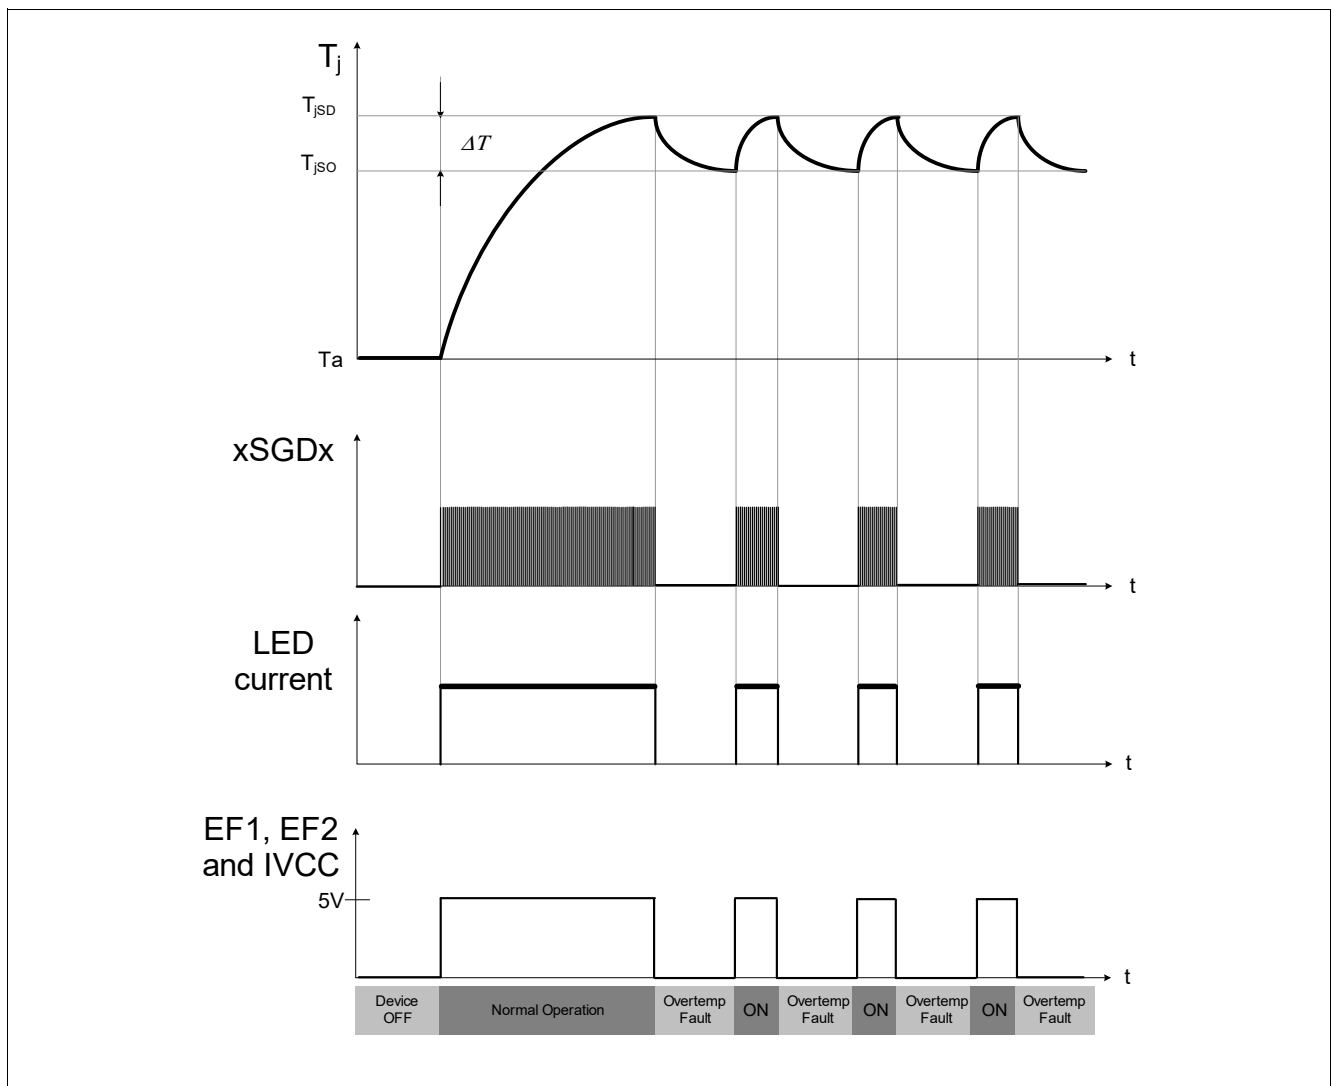 Tj
TjSD
ΔT
TjSO
Ta
t
xSGDx
t
LED
current
t
EF1, EF2
and IVCC
5V
t
Device
OFF
Normal Operation
Overtemp
Fault
ON
Overtemp
Fault
ON
Overtemp
Fault
ON
Overtemp
Fault